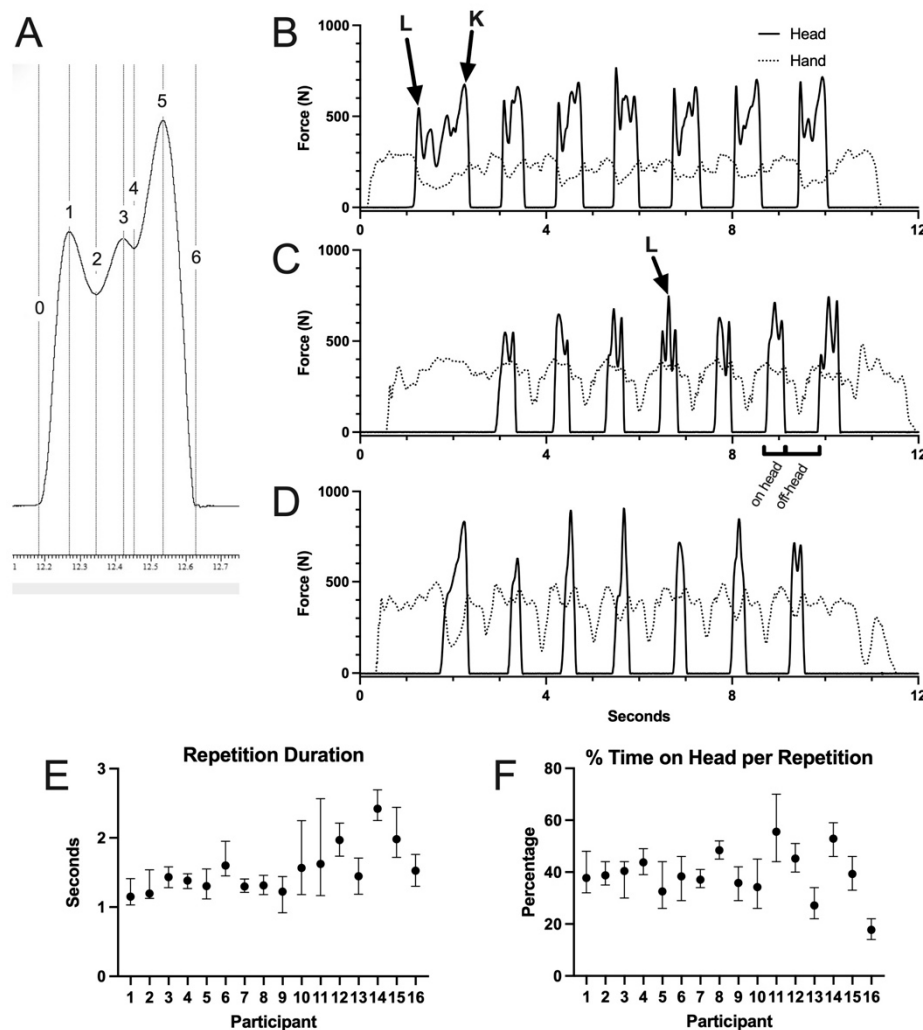 A
0
1
2
3
4
5
6
1 12.2 12.3 12.4 12.5 12.6 12.7
B
L
K
Head
Hand
Force (N)
1000
500
0
0 4 8 12
C
L
Force (N)
1000
500
0
0 4 8 12
on head
off-head
D
Force (N)
1000
500
0
0 4 8 12
Seconds
E
Repetition Duration
Seconds
3
2
1
0
1 2 3 4 5 6 7 8 9 10 11 12 13 14 15 16
Participant
F
% Time on Head per Repetition
Percentage
80
60
40
20
0
1 2 3 4 5 6 7 8 9 10 11 12 13 14 15 16
Participant